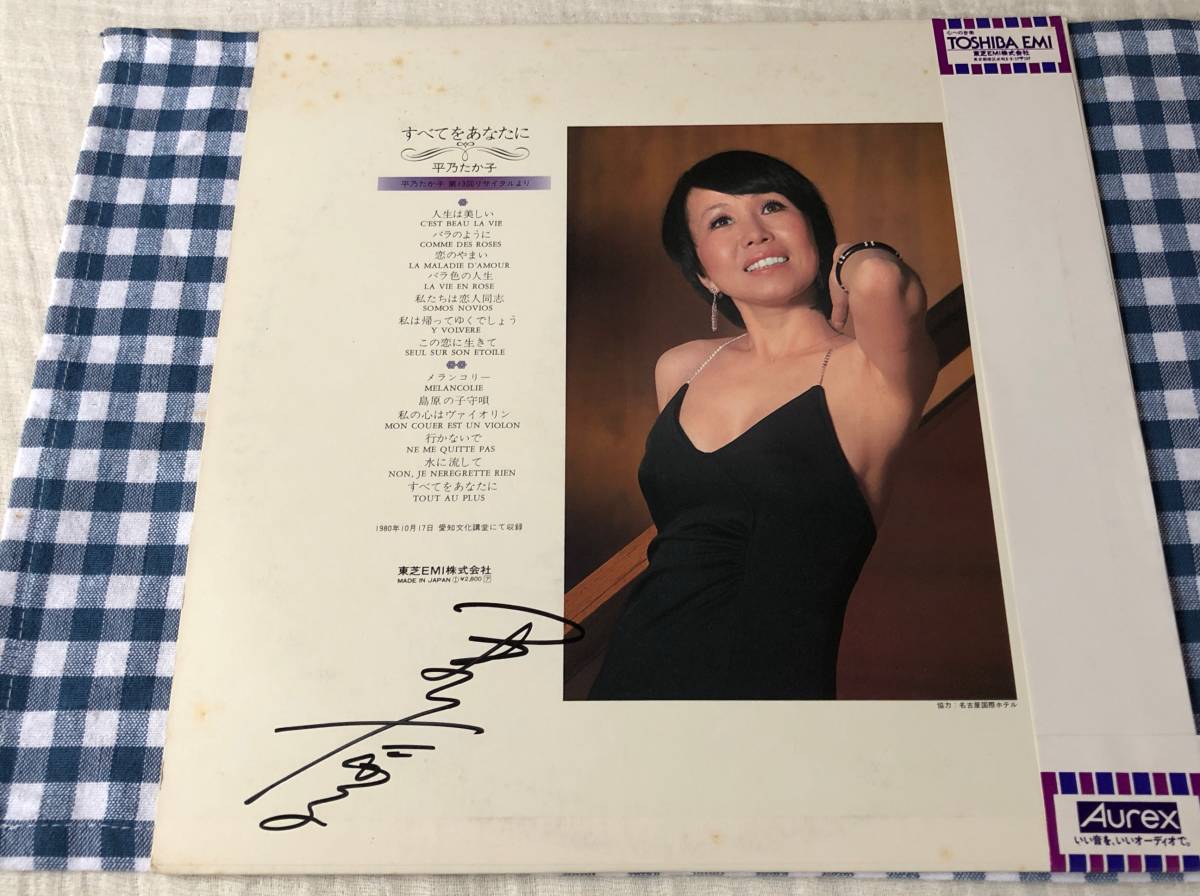 すべてをあなたに
平乃たか子
平乃たか子 第13回リサイタルより
人生は美しい
C'EST BEAU LA VIE
バラのように
COMME DES ROSES
恋のやまい
LA MALADIE D'AMOUR
バラ色の人生
LA VIE EN ROSE
私たちは恋人同志
SOMOS NOVIOS
私は帰ってゆくでしょう
Y VOLVERE
この恋に生きて
SEUL SUR SON ETOILE
メランコリー
MELANCOLIE
島原の子守唄
私の心はヴァイオリン
MON COUER EST UN VIOLON
行かないで
NE ME QUITTE PAS
水に流して
NON, JE NEREGRETTE RIEN
すべてをあなたに
TOUT AU PLUS
1980年10月17日 愛知文化講堂にて収録
東芝EMI株式会社
MADE IN JAPAN ① ¥2,800 ㋐
協力：名古屋国際ホテル
心への音楽
TOSHIBA EMI
東芝EMI株式会社
Aurex
いい音を、いいオーディオで。